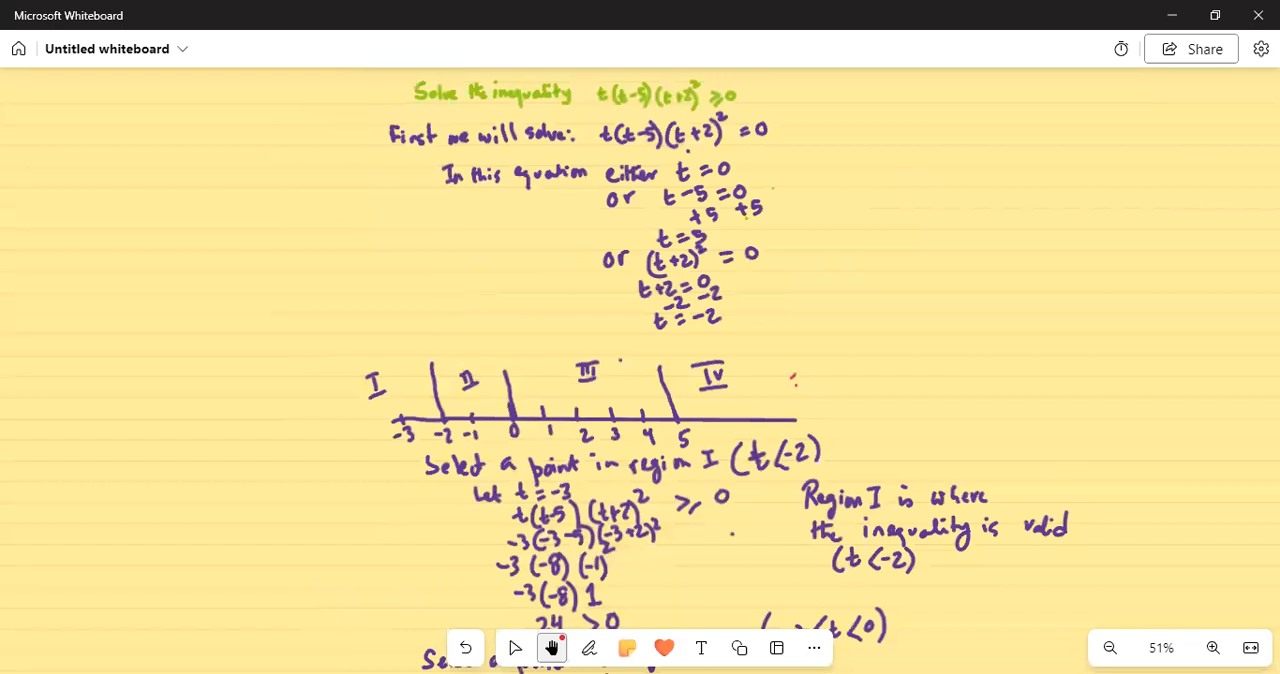 Microsoft Whiteboard
Untitled whiteboard
Share
Solve the inequality t(t-5)(t+2)² ⩾0
First we will solve: t(t-5)(t+2)² =0
In this equation either t=0
or t-5=0
+5 +5
t=5
or (t+2)² =0
t+2=0
-2 -2
t=-2
I II III IV
-3 -2 -1 0 1 2 3 4 5
Select a point in region I (t<-2)
Let t=-3
t(t-5)(t+2)² ⩾ 0
-3(-3-5)(-3+2)²
-3(-8)(-1)²
-3(-8)1
24 >0
Region I is where
the inequality is valid
(t<-2)
<t<0)
51%